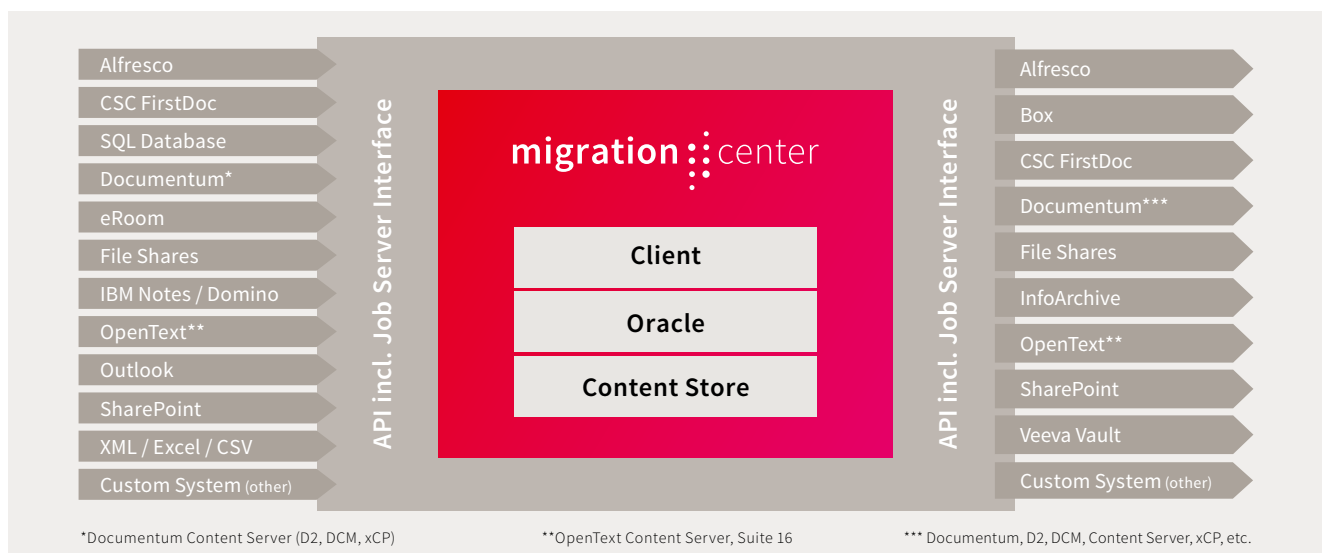 Alfresco
CSC FirstDoc
SQL Database
Documentum*
eRoom
File Shares
IBM Notes / Domino
OpenText**
Outlook
SharePoint
XML / Excel / CSV
Custom System (other)
API incl. Job Server Interface
migration center
Client
Oracle
Content Store
API incl. Job Server Interface
Alfresco
Box
CSC FirstDoc
Documentum***
File Shares
InfoArchive
OpenText**
SharePoint
Veeva Vault
Custom System (other)
*Documentum Content Server (D2, DCM, xCP)
**OpenText Content Server, Suite 16
*** Documentum, D2, DCM, Content Server, xCP, etc.